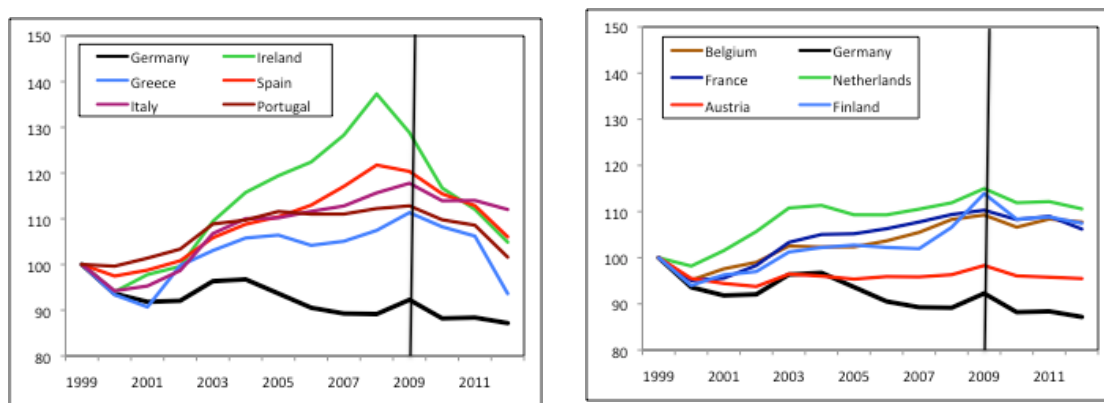 150
140
130
120
110
100
90
80
Germany Ireland
Greece Spain
Italy Portugal
1999 2001 2003 2005 2007 2009 2011
150
140
130
120
110
100
90
80
Belgium Germany
France Netherlands
Austria Finland
1999 2001 2003 2005 2007 2009 2011